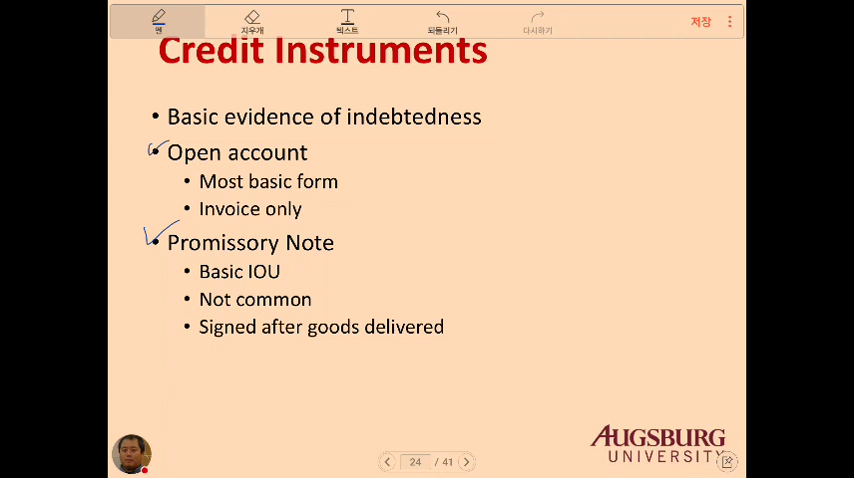 펜 지우개 텍스트 되돌리기 다시하기 저장
Credit Instruments
• Basic evidence of indebtedness
• Open account
• Most basic form
• Invoice only
• Promissory Note
• Basic IOU
• Not common
• Signed after goods delivered
AUGSBURG
UNIVERSITY
24 / 41